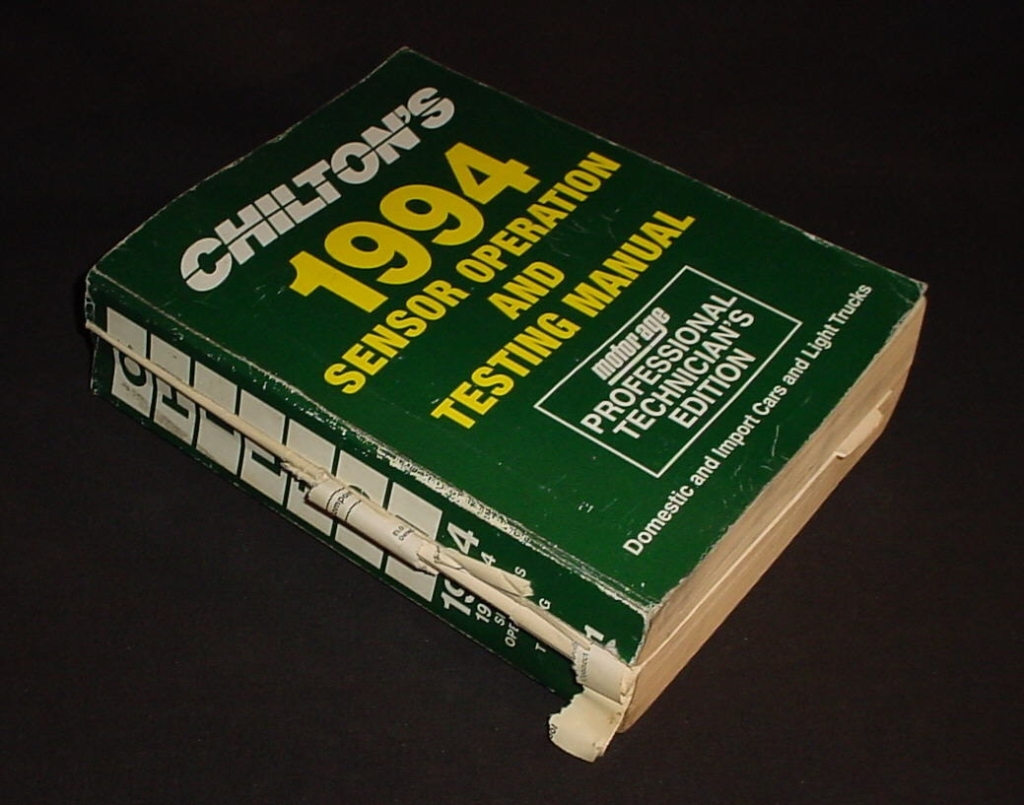 CHILTON'S
1994
SENSOR OPERATION
AND
TESTING MANUAL
motor age
PROFESSIONAL
TECHNICIAN'S
EDITION
Domestic and Import Cars and Light Trucks